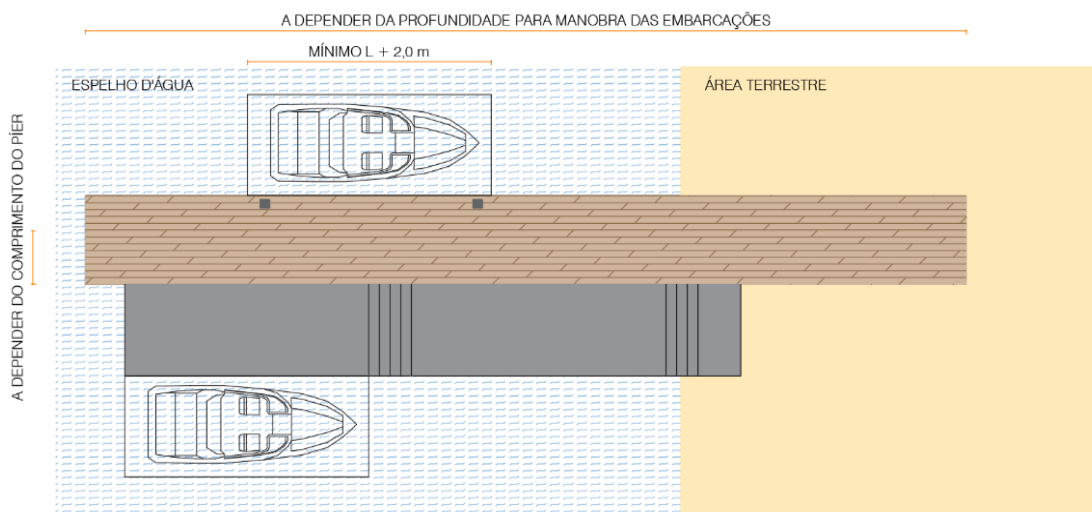 A DEPENDER DA PROFUNDIDADE PARA MANOBRA DAS EMBARCAÇÕES
MÍNIMO L + 2,0 m
ESPELHO D'ÁGUA
ÁREA TERRESTRE
A DEPENDER DO COMPRIMENTO DO PÍER